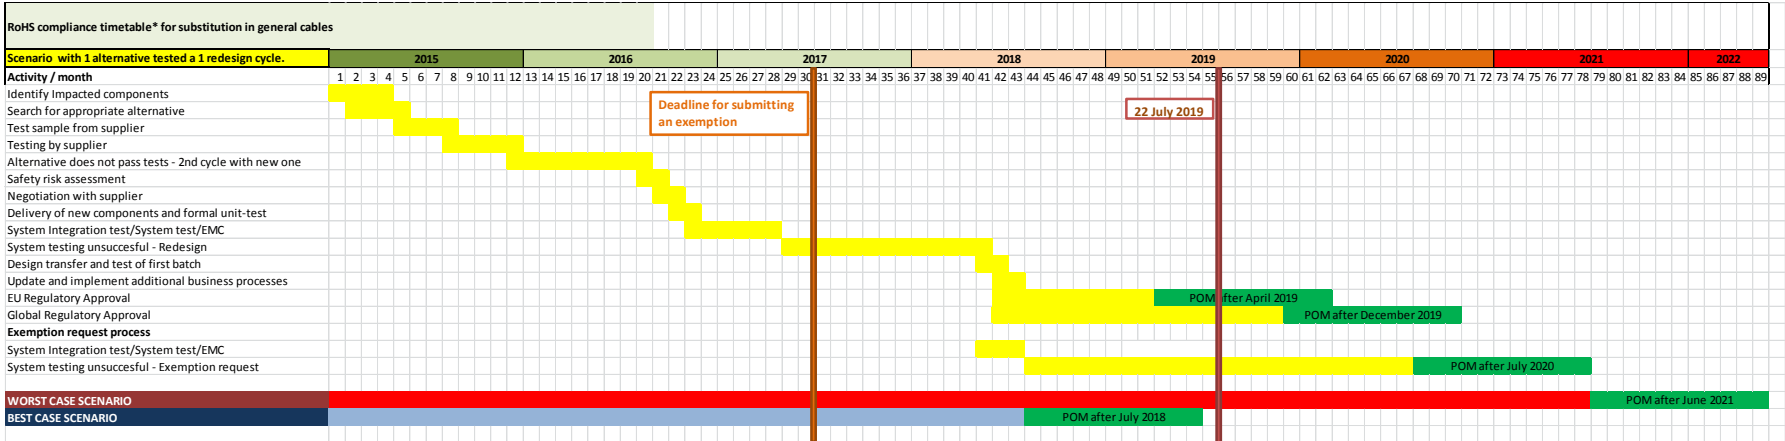 RoHS compliance timetable* for substitution in general cables
Scenario with 1 alternative tested a 1 redesign cycle. 2015 2016 2017 2018 2019 2020 2021 2022
Activity / month 1 2 3 4 5 6 7 8 9 10 11 12 13 14 15 16 17 18 19 20 21 22 23 24 25 26 27 28 29 30 31 32 33 34 35 36 37 38 39 40 41 42 43 44 45 46 47 48 49 50 51 52 53 54 55 56 57 58 59 60 61 62 63 64 65 66 67 68 69 70 71 72 73 74 75 76 77 78 79 80 81 82 83 84 85 86 87 88 89
Identify Impacted components
Search for appropriate alternative
Deadline for submitting
an exemption
22 July 2019
Test sample from supplier
Testing by supplier
Alternative does not pass tests - 2nd cycle with new one
Safety risk assessment
Negotiation with supplier
Delivery of new components and formal unit-test
System Integration test/System test/EMC
System testing unsuccesful - Redesign
Design transfer and test of first batch
Update and implement additional business processes
EU Regulatory Approval POM after April 2019
Global Regulatory Approval POM after December 2019
Exemption request process
System Integration test/System test/EMC
System testing unsuccesful - Exemption request POM after July 2020
WORST CASE SCENARIO POM after June 2021
BEST CASE SCENARIO POM after July 2018